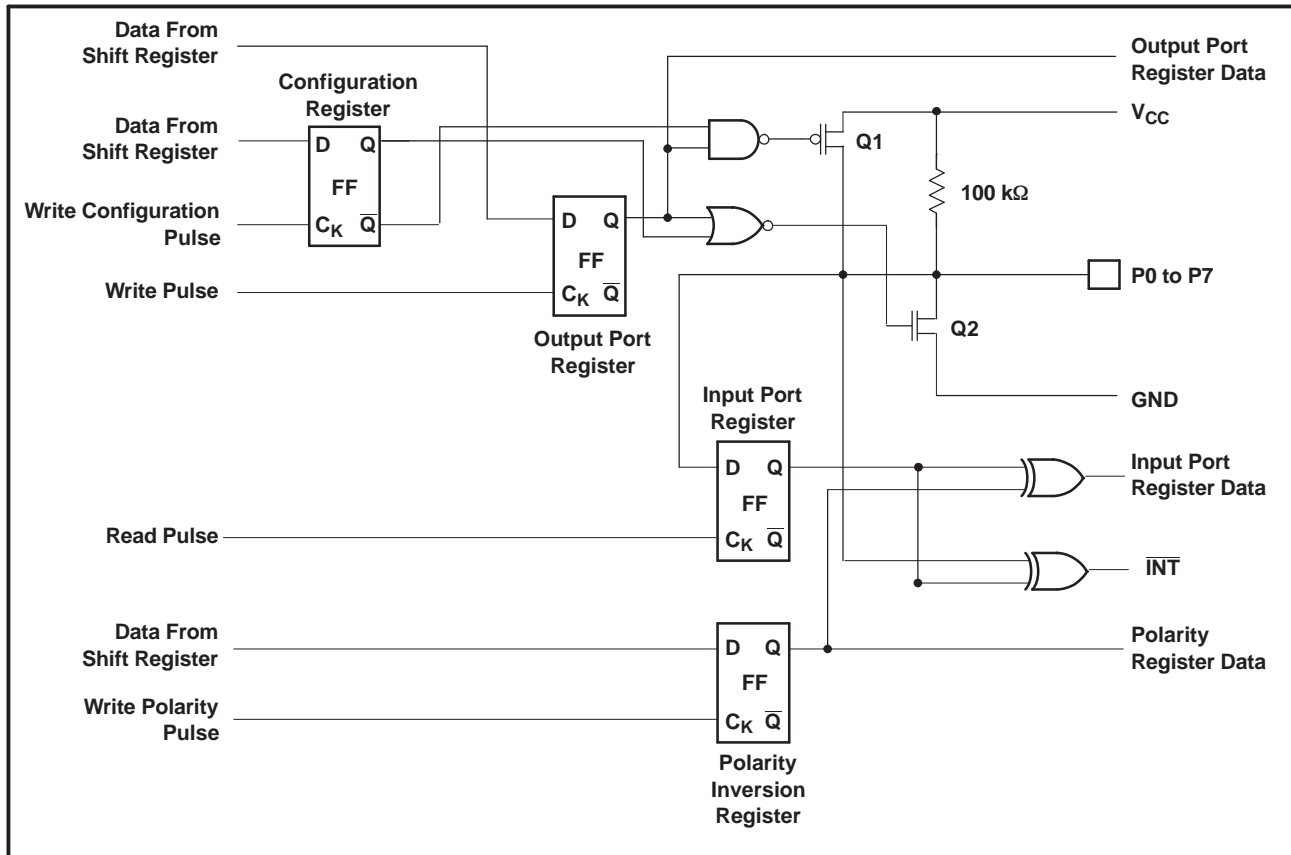 Data From
Shift Register
Configuration
Register
Data From
Shift Register
D Q
FF
Write Configuration
Pulse
CK Q̅
Write Pulse
D Q
FF
CK Q̅
Output Port
Register
Output Port
Register Data
VCC
Q1
100 kΩ
P0 to P7
Q2
GND
Input Port
Register
D Q
FF
Read Pulse
CK Q̅
Input Port
Register Data
I̅N̅T̅
Data From
Shift Register
D Q
FF
Write Polarity
Pulse
CK Q̅
Polarity
Inversion
Register
Polarity
Register Data